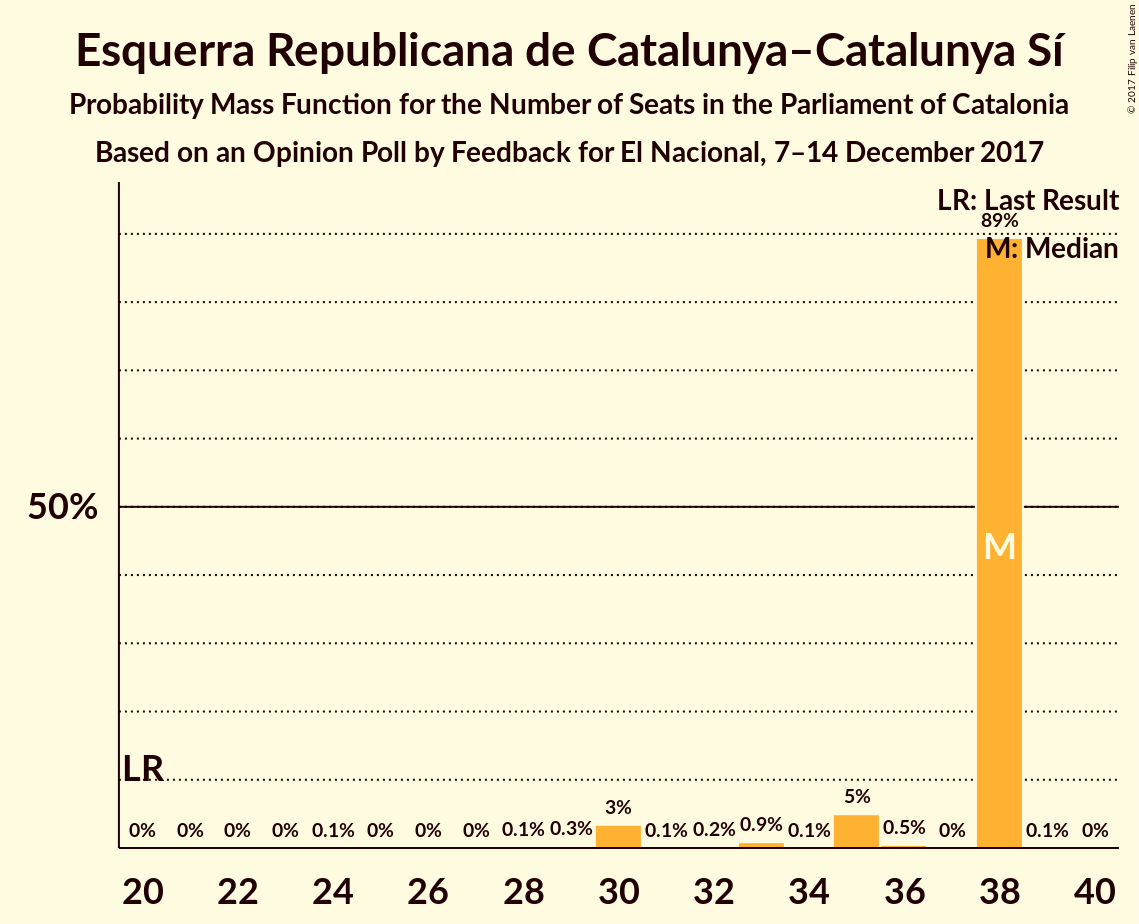 Esquerra Republicana de Catalunya–Catalunya Sí
Probability Mass Function for the Number of Seats in the Parliament of Catalonia
Based on an Opinion Poll by Feedback for El Nacional, 7–14 December 2017
© 2017 Filip van Laenen
LR: Last Result
89%
M: Median
50%
M
LR
0% 0% 0% 0% 0.1% 0% 0% 0% 0.1% 0.3% 3% 0.1% 0.2% 0.9% 0.1% 5% 0.5% 0% 0.1% 0%
20 22 24 26 28 30 32 34 36 38 40